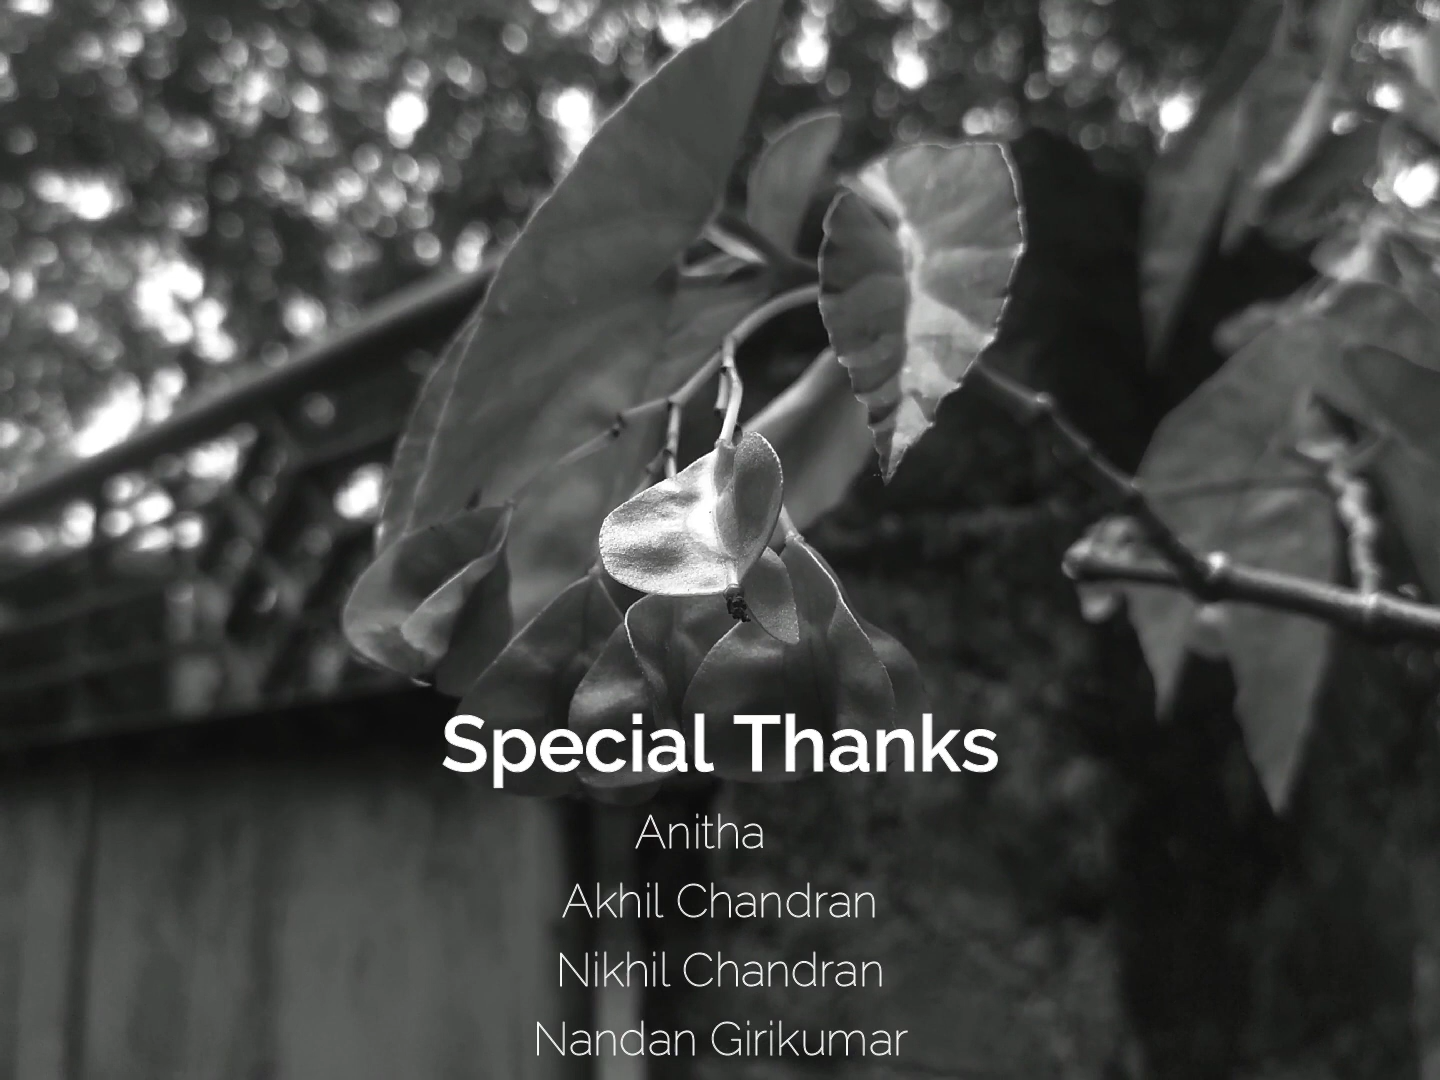 Special Thanks
Anitha
Akhil Chandran
Nikhil Chandran
Nandan Girikumar